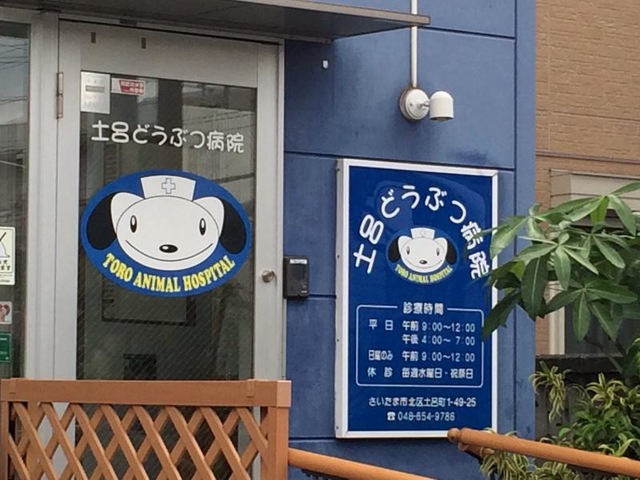 土呂どうぶつ病院
TORO ANIMAL HOSPITAL
土呂どうぶつ病院
TORO ANIMAL HOSPITAL
診療時間
平日 午前 9:00～12:00
午後 4:00～ 7:00
日曜のみ 午前 9:00～12:00
休診 毎週水曜日・祝祭日
さいたま市北区土呂町1-49-25
☎048-654-9786